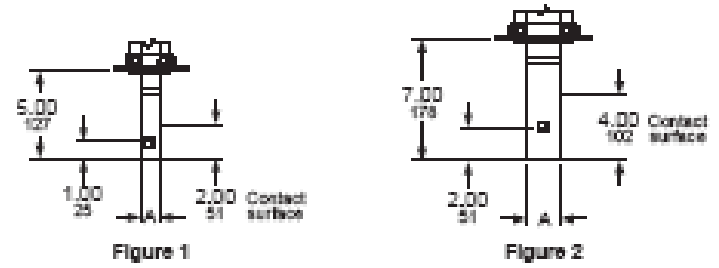 5.00
127
1.00
25
2.00 Contact
51 surface
A
Figure 1
7.00
178
4.00 Contact
102 surface
2.00
51
A
Figure 2